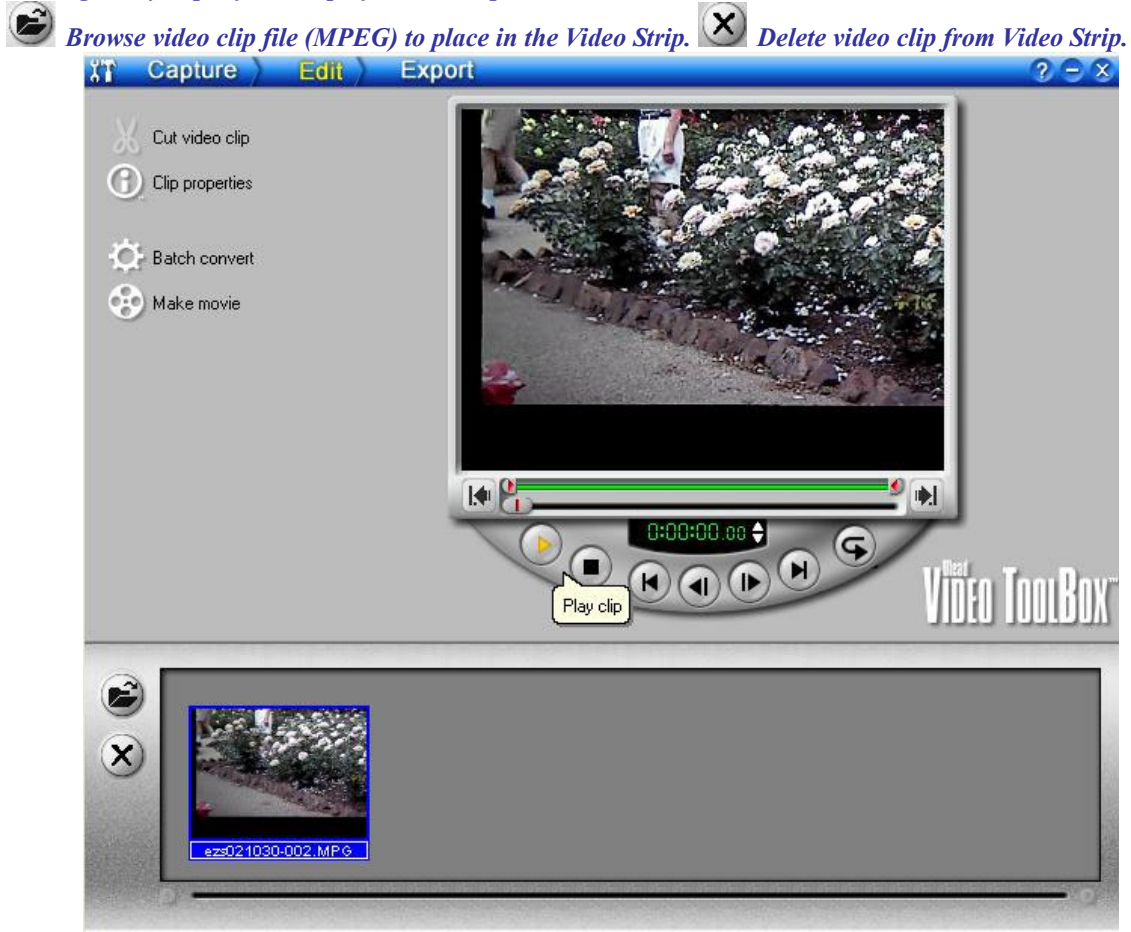 Browse video clip file (MPEG) to place in the Video Strip. Delete video clip from Video Strip.
Capture Edit Export
Cut video clip
Clip properties
Batch convert
Make movie
0:00:00.00
Play clip
Ulead
VIDEO TOOLBOX™
ezs021030-002.MPG